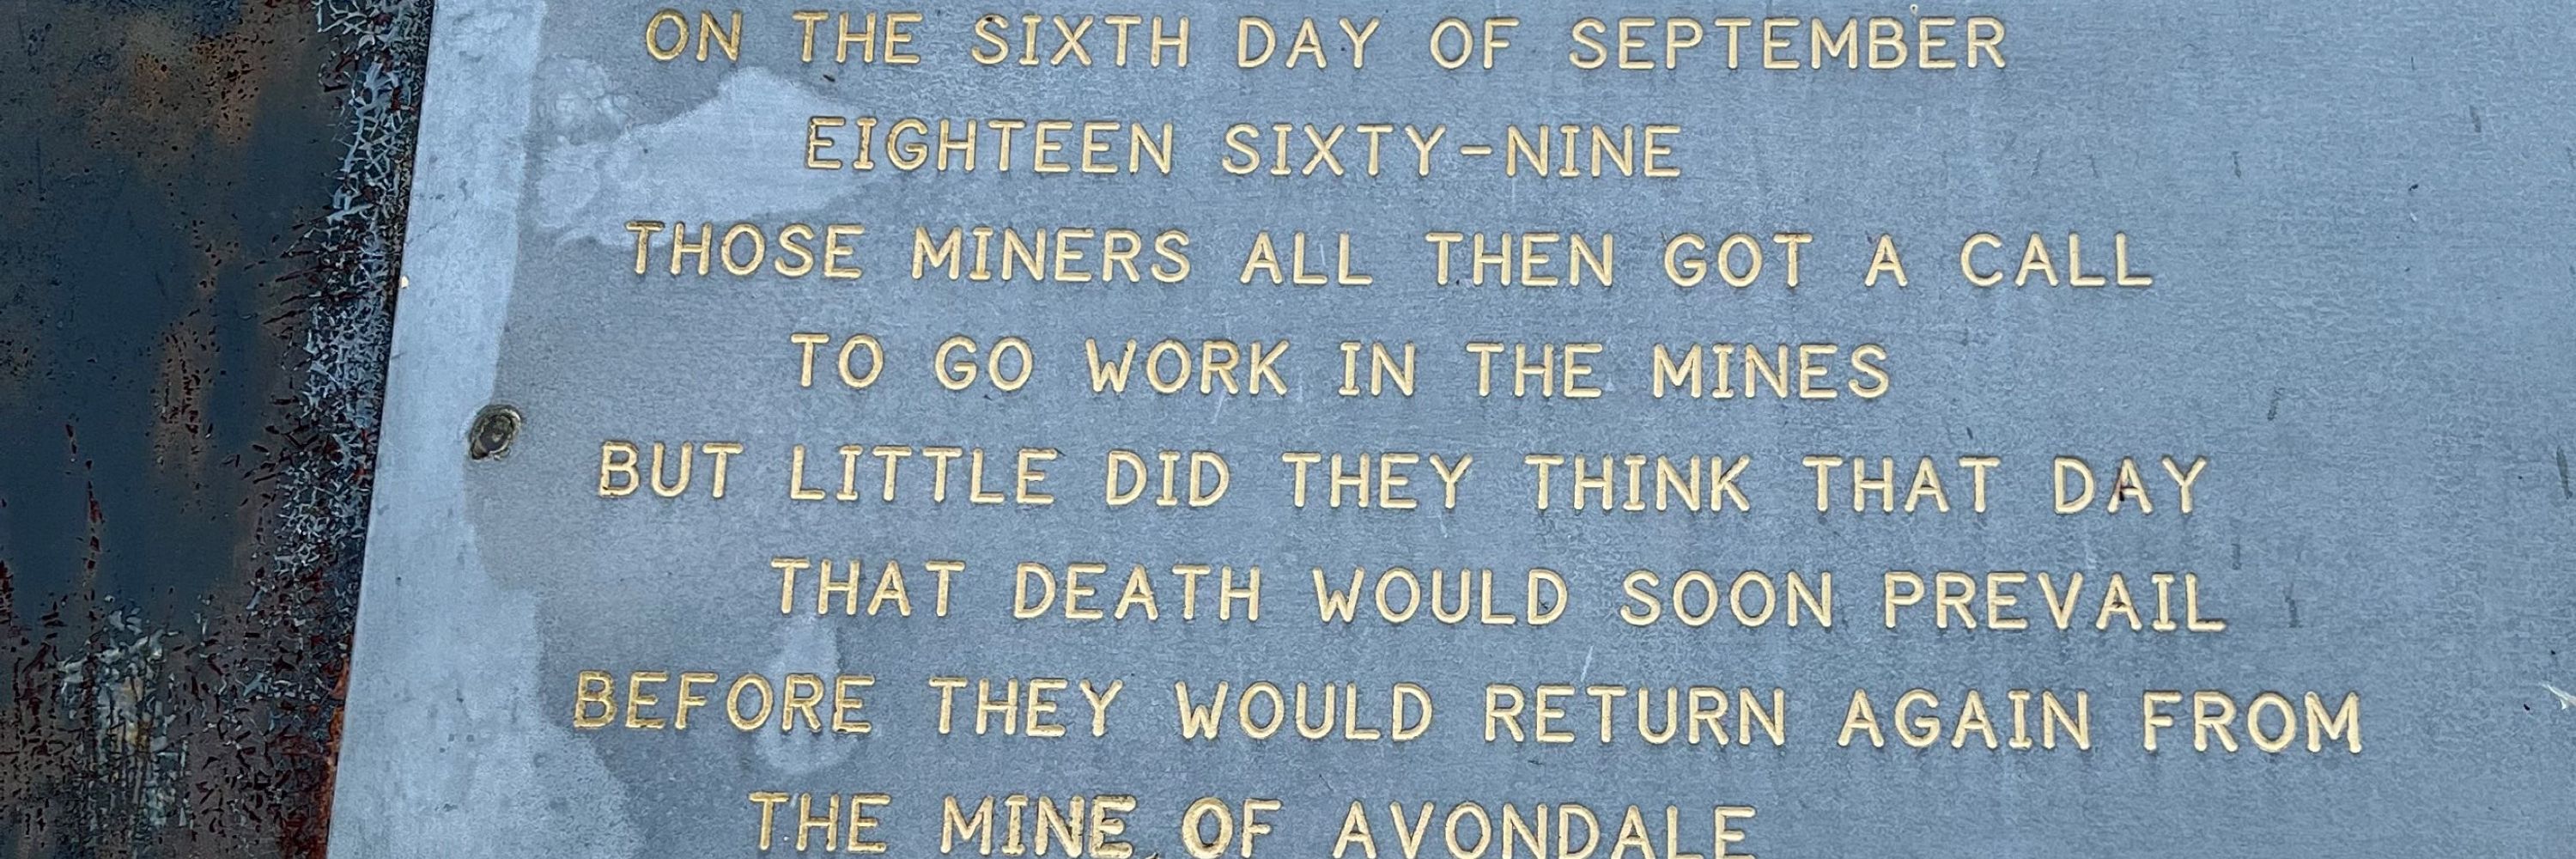 ON THE SIXTH DAY OF SEPTEMBER
EIGHTEEN SIXTY-NINE
THOSE MINERS ALL THEN GOT A CALL
TO GO WORK IN THE MINES
BUT LITTLE DID THEY THINK THAT DAY
THAT DEATH WOULD SOON PREVAIL
BEFORE THEY WOULD RETURN AGAIN FROM
THE MINE OF AVONDALE